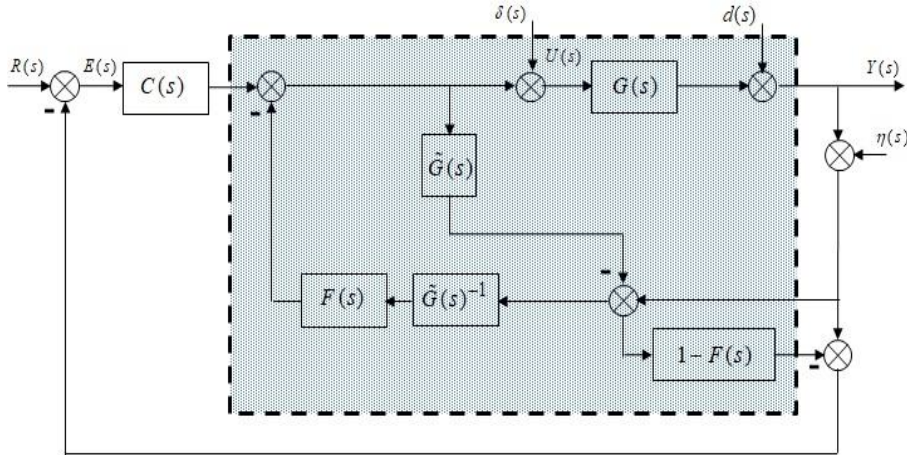 δ(s)
d(s)
R(s)
E(s)
C(s)
U(s)
G(s)
Y(s)
η(s)
G̃(s)
F(s)
G̃(s)⁻¹
1− F(s)